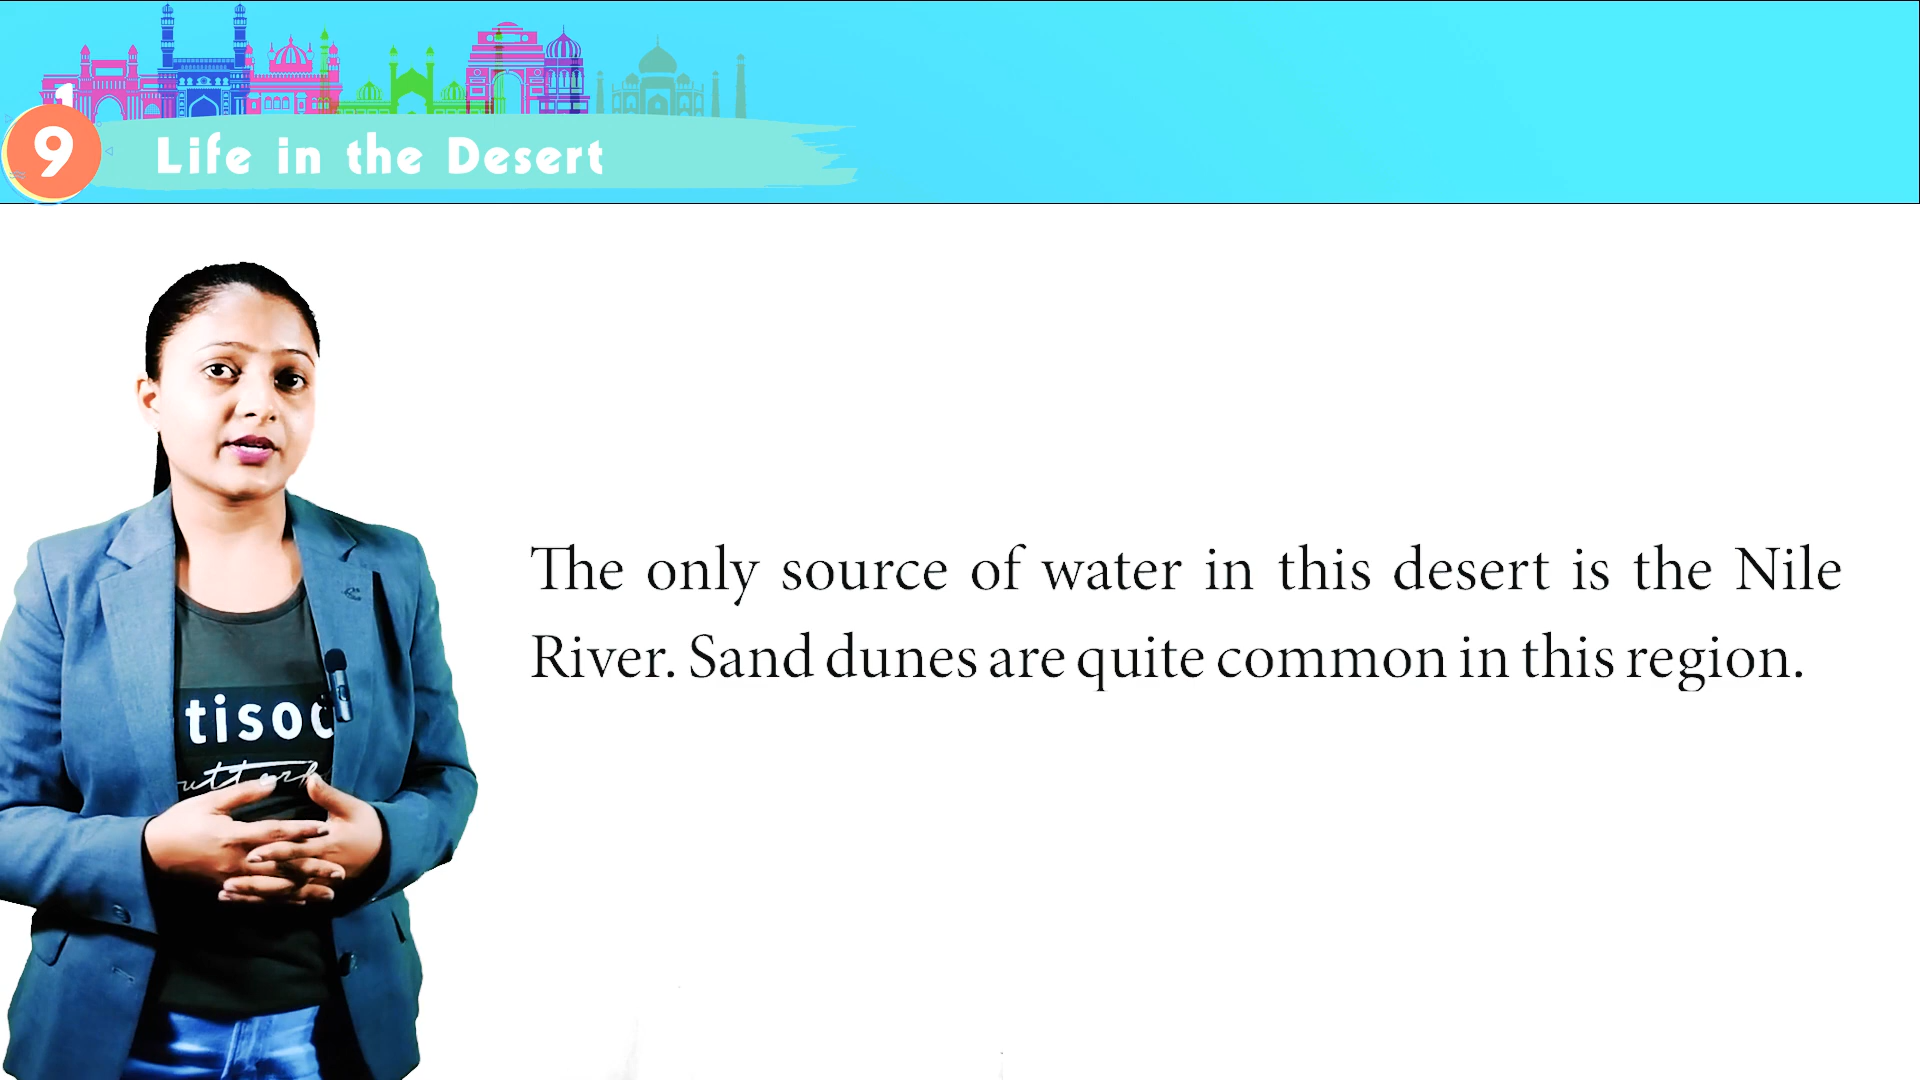 9
Life in the Desert
The only source of water in this desert is the Nile
River. Sand dunes are quite common in this region.
tisoc